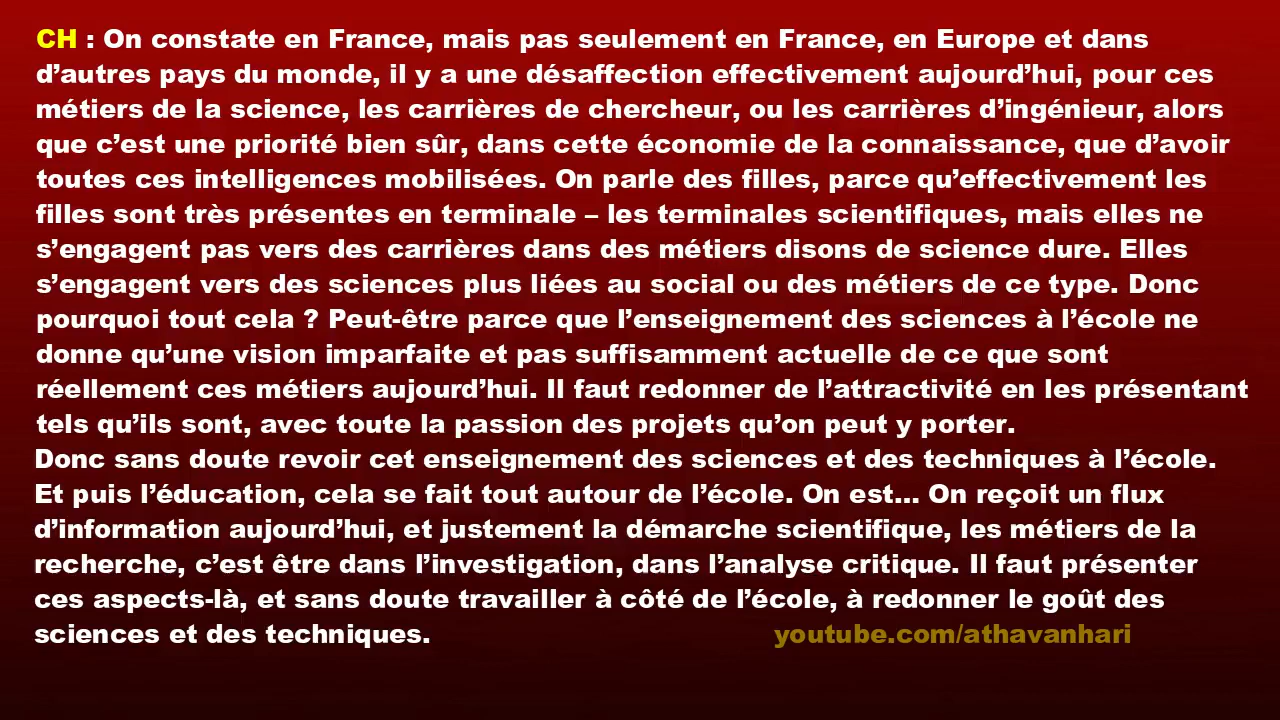 CH : On constate en France, mais pas seulement en France, en Europe et dans
d’autres pays du monde, il y a une désaffection effectivement aujourd’hui, pour ces
métiers de la science, les carrières de chercheur, ou les carrières d’ingénieur, alors
que c’est une priorité bien sûr, dans cette économie de la connaissance, que d’avoir
toutes ces intelligences mobilisées. On parle des filles, parce qu’effectivement les
filles sont très présentes en terminale – les terminales scientifiques, mais elles ne
s’engagent pas vers des carrières dans des métiers disons de science dure. Elles
s’engagent vers des sciences plus liées au social ou des métiers de ce type. Donc
pourquoi tout cela ? Peut-être parce que l’enseignement des sciences à l’école ne
donne qu’une vision imparfaite et pas suffisamment actuelle de ce que sont
réellement ces métiers aujourd’hui. Il faut redonner de l’attractivité en les présentant
tels qu’ils sont, avec toute la passion des projets qu’on peut y porter.
Donc sans doute revoir cet enseignement des sciences et des techniques à l’école.
Et puis l’éducation, cela se fait tout autour de l’école. On est... On reçoit un flux
d’information aujourd’hui, et justement la démarche scientifique, les métiers de la
recherche, c’est être dans l’investigation, dans l’analyse critique. Il faut présenter
ces aspects-là, et sans doute travailler à côté de l’école, à redonner le goût des
sciences et des techniques. youtube.com/athavanhari